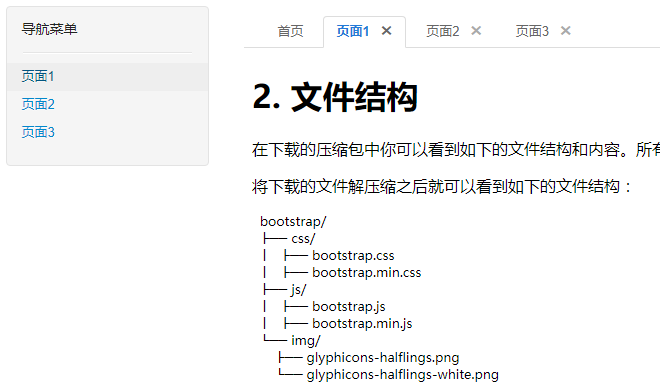 导航菜单
页面1
页面2
页面3
首页 页面1 ✕ 页面2 ✕ 页面3 ✕
2. 文件结构
在下载的压缩包中你可以看到如下的文件结构和内容。所有
将下载的文件解压缩之后就可以看到如下的文件结构：
bootstrap/
├── css/
│   ├── bootstrap.css
│   ├── bootstrap.min.css
├── js/
│   ├── bootstrap.js
│   ├── bootstrap.min.js
└── img/
    ├── glyphicons-halflings.png
    └── glyphicons-halflings-white.png